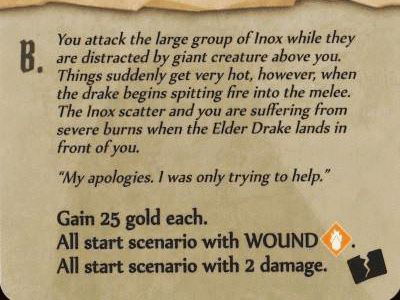 B. You attack the large group of Inox while they
are distracted by giant creature above you.
Things suddenly get very hot, however, when
the drake begins spitting fire into the melee.
The Inox scatter and you are suffering from
severe burns when the Elder Drake lands in
front of you.
“My apologies. I was only trying to help.”
Gain 25 gold each.
All start scenario with WOUND .
All start scenario with 2 damage.